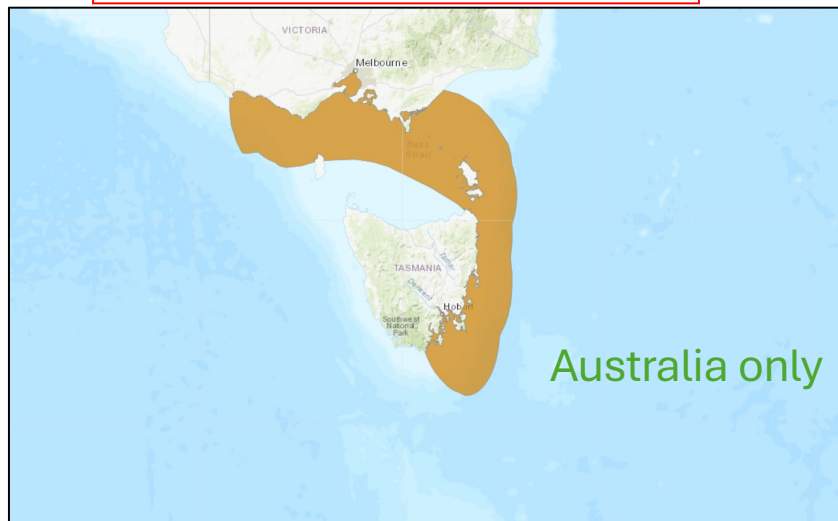 VICTORIA
Melbourne
Bass
Strait
TASMANIA
Tamar
Derwent
Hobart
Southwest
National
Park
Australia only